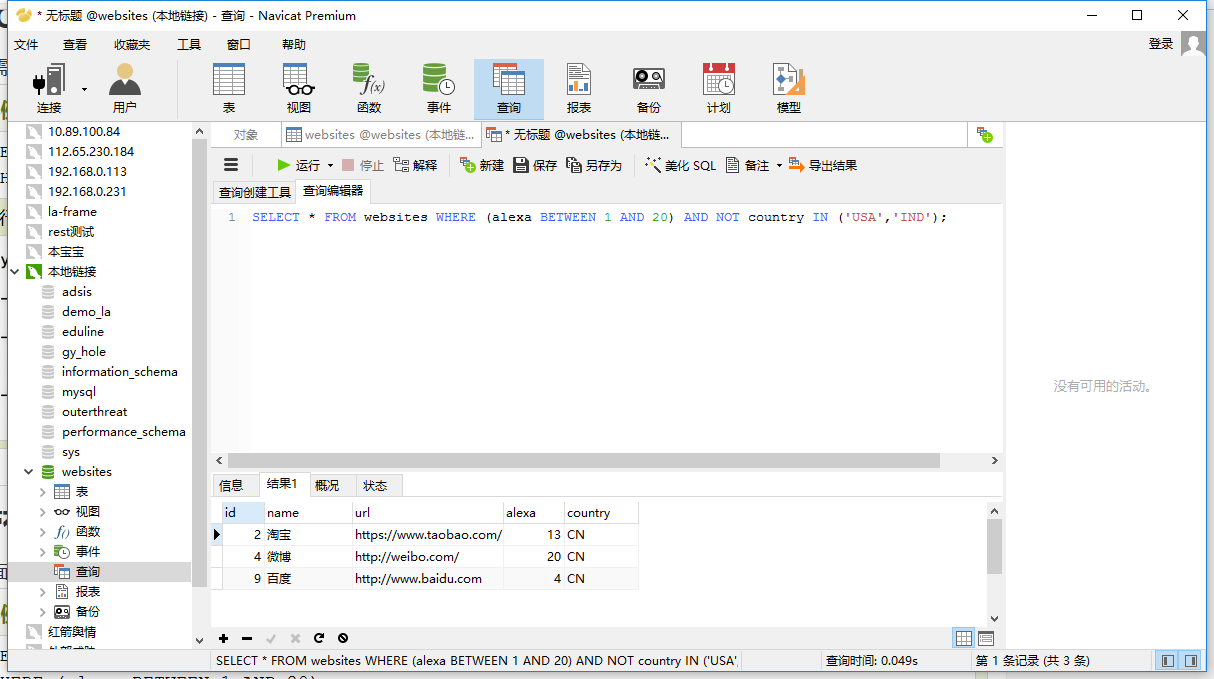 * 无标题 @websites (本地链接) - 查询 - Navicat Premium
文件 查看 收藏夹 工具 窗口 帮助 登录
连接 用户 表 视图 函数 事件 查询 报表 备份 计划 模型
10.89.100.84
112.65.230.184
192.168.0.113
192.168.0.231
la-frame
rest测试
本宝宝
本地链接
adsis
demo_la
eduline
gy_hole
information_schema
mysql
outerthreat
performance_schema
sys
websites
表
视图
函数
事件
查询
报表
备份
红箭舆情
对象 websites @websites (本地链... * 无标题 @websites (本地链...
运行 停止 解释 新建 保存 另存为 美化 SQL 备注 导出结果
查询创建工具 查询编辑器
1 SELECT * FROM websites WHERE (alexa BETWEEN 1 AND 20) AND NOT country IN ('USA','IND');
没有可用的活动。
信息 结果1 概况 状态
id name url alexa country
2 淘宝 https://www.taobao.com/ 13 CN
4 微博 http://weibo.com/ 20 CN
9 百度 http://www.baidu.com 4 CN
SELECT * FROM websites WHERE (alexa BETWEEN 1 AND 20) AND NOT country IN ('USA', 查询时间: 0.049s 第 1 条记录 (共 3 条)